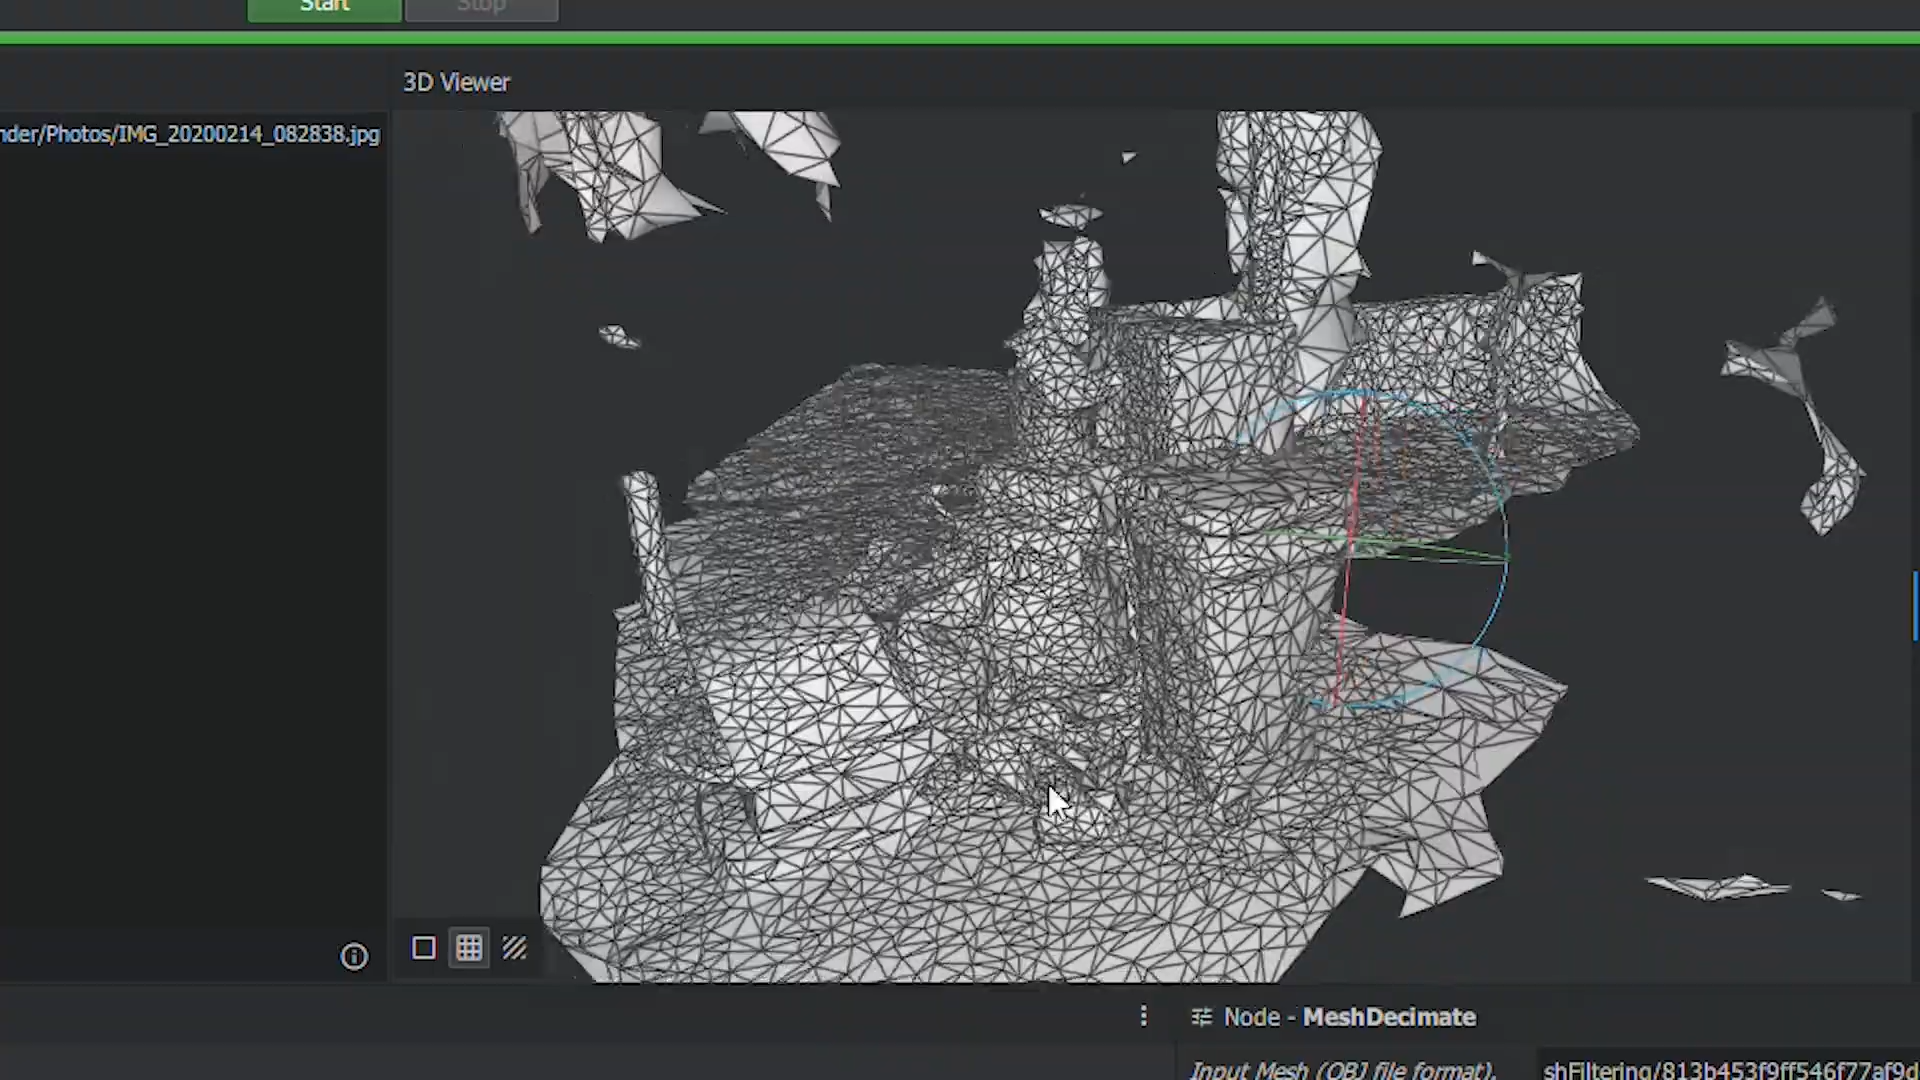 Start
Stop
3D Viewer
nder/Photos/IMG_20200214_082838.jpg
Node - MeshDecimate
Input Mesh (OBJ file format).
shFiltering/813b453f9ff546f77af9d